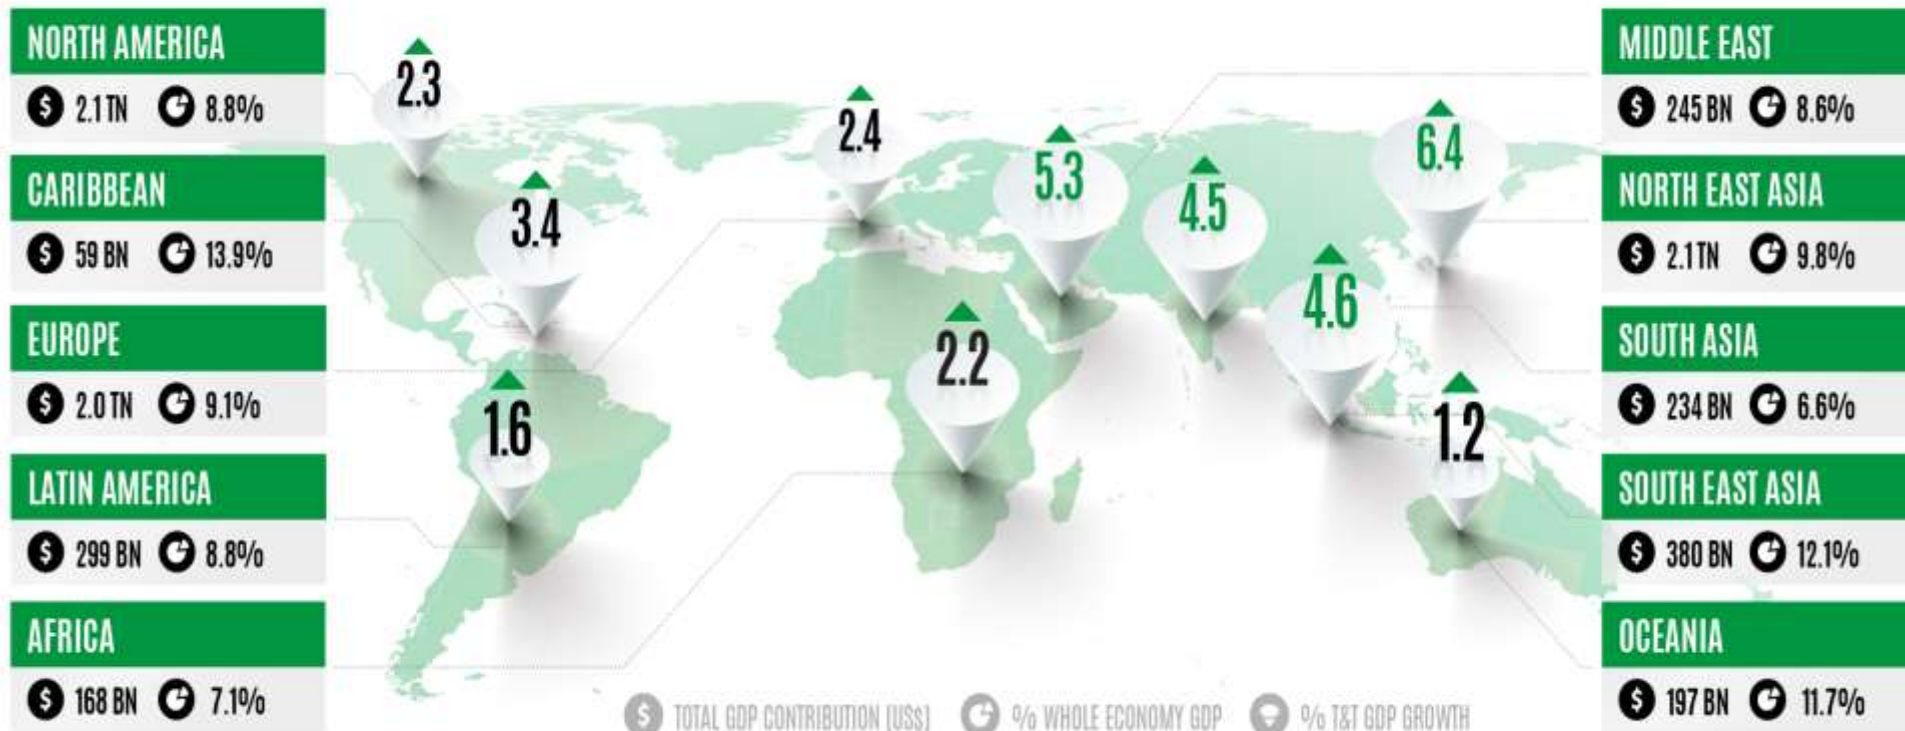 NORTH AMERICA
2.1 TN 8.8%
CARIBBEAN
59 BN 13.9%
EUROPE
2.0 TN 9.1%
LATIN AMERICA
299 BN 8.8%
AFRICA
168 BN 7.1%
2.3
3.4
1.6
2.4
2.2
5.3
4.5
4.6
6.4
1.2
MIDDLE EAST
245 BN 8.6%
NORTH EAST ASIA
2.1 TN 9.8%
SOUTH ASIA
234 BN 6.6%
SOUTH EAST ASIA
380 BN 12.1%
OCEANIA
197 BN 11.7%
$ TOTAL GDP CONTRIBUTION (US$) % WHOLE ECONOMY GDP % T&T GDP GROWTH